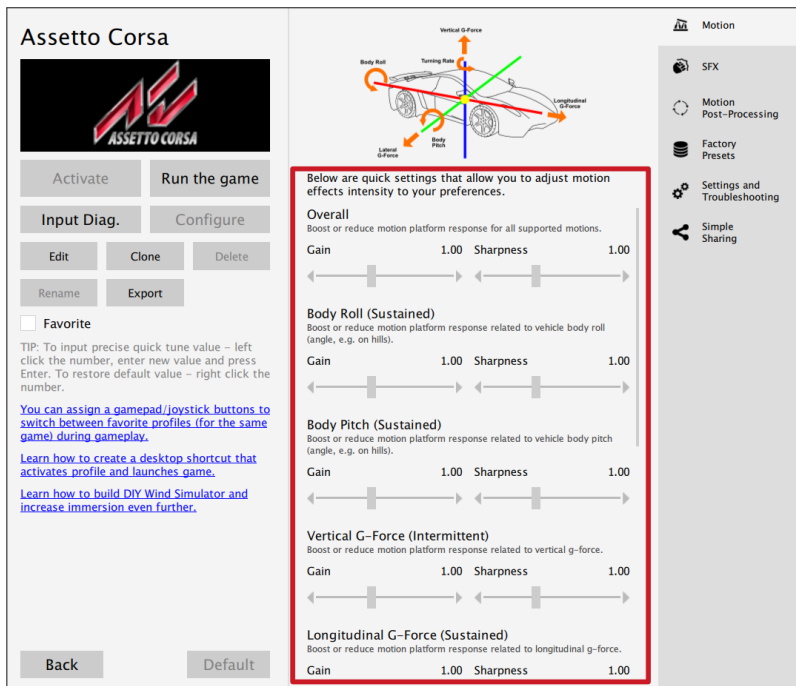 Assetto Corsa
ASSETTO CORSA
Activate
Run the game
Input Diag.
Configure
Edit
Clone
Delete
Rename
Export
Favorite
TIP: To input precise quick tune value – left
click the number, enter new value and press
Enter. To restore default value – right click the
number.
You can assign a gamepad/joystick buttons to
switch between favorite profiles (for the same
game) during gameplay.
Learn how to create a desktop shortcut that
activates profile and launches game.
Learn how to build DIY Wind Simulator and
increase immersion even further.
Back
Default
Vertical G-Force
Body Roll
Turning Rate
Longitudinal
G-Force
Body
Pitch
Lateral
G-Force
Below are quick settings that allow you to adjust motion
effects intensity to your preferences.
Overall
Boost or reduce motion platform response for all supported motions.
Gain 1.00 Sharpness 1.00
Body Roll (Sustained)
Boost or reduce motion platform response related to vehicle body roll
(angle, e.g. on hills).
Gain 1.00 Sharpness 1.00
Body Pitch (Sustained)
Boost or reduce motion platform response related to vehicle body pitch
(angle, e.g. on hills).
Gain 1.00 Sharpness 1.00
Vertical G-Force (Intermittent)
Boost or reduce motion platform response related to vertical g-force.
Gain 1.00 Sharpness 1.00
Longitudinal G-Force (Sustained)
Boost or reduce motion platform response related to longitudinal g-force.
Gain 1.00 Sharpness 1.00
Motion
SFX
Motion
Post-Processing
Factory
Presets
Settings and
Troubleshooting
Simple
Sharing